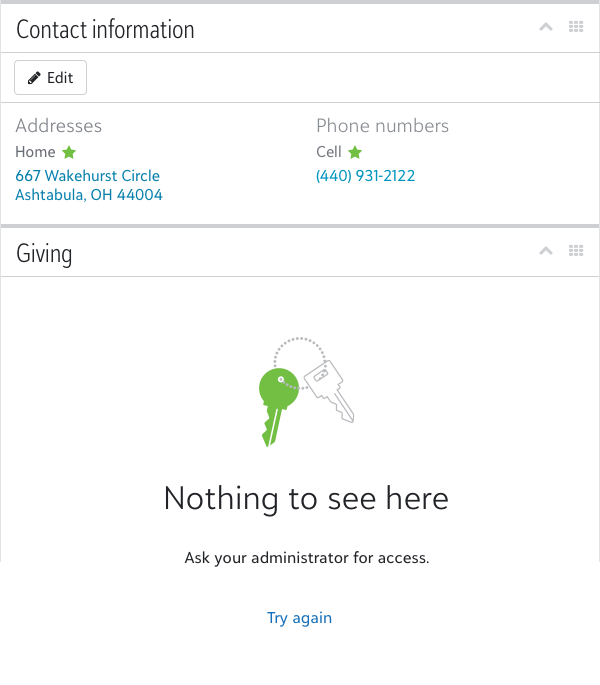 Contact information
Edit
Addresses
Phone numbers
Home
Cell
667 Wakehurst Circle
(440) 931-2122
Ashtabula, OH 44004
Giving
Nothing to see here
Ask your administrator for access.
Try again